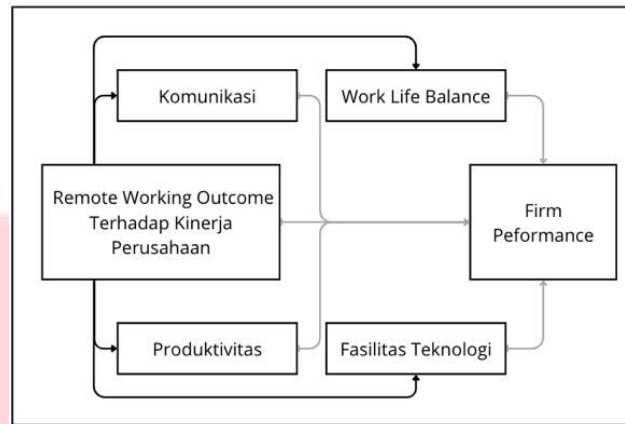 Komunikasi
Work Life Balance
Remote Working Outcome
Terhadap Kinerja
Perusahaan
Firm
Peformance
Produktivitas
Fasilitas Teknologi